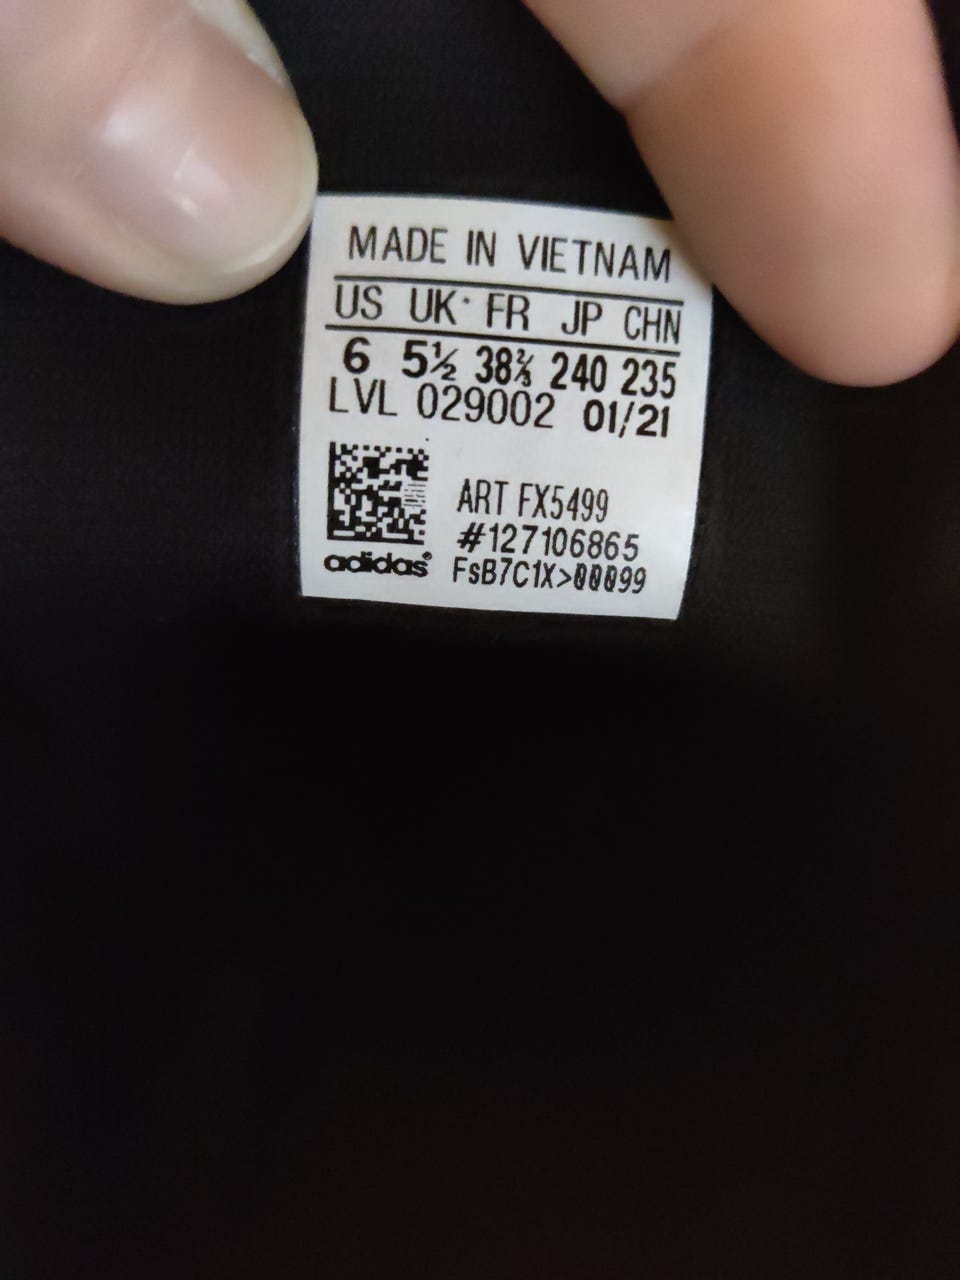 MADE IN VIETNAM
US UK FR JP CHN
6 5½ 38⅔ 240 235
LVL 029002 01/21
ART FX5499
#127106865
adidas® FsB7C1X>00099